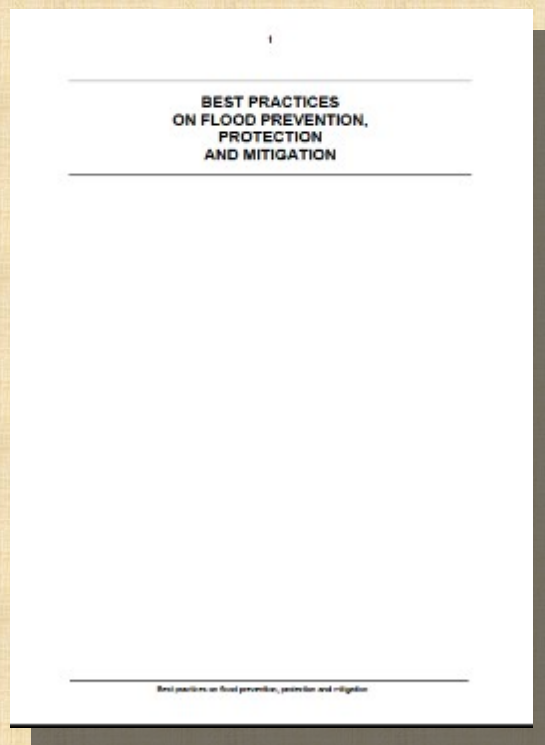 1
BEST PRACTICES
ON FLOOD PREVENTION,
PROTECTION
AND MITIGATION
Best practices on flood prevention, protection and mitigation